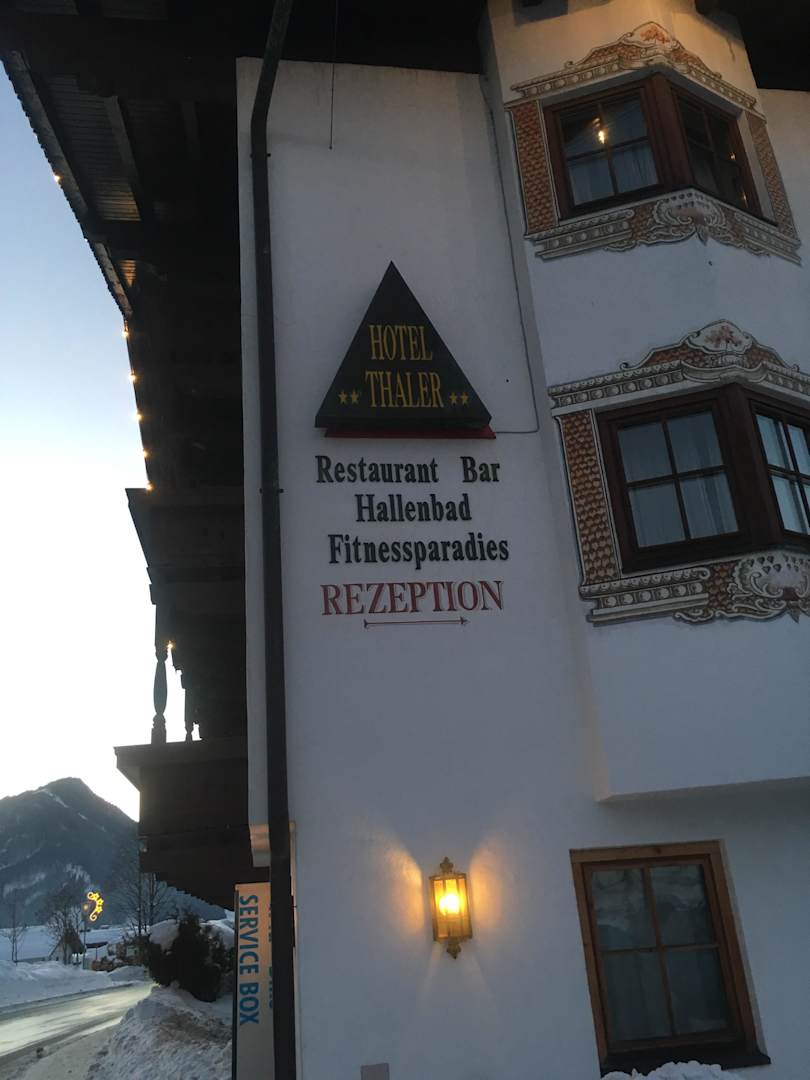 HOTEL
THALER
Restaurant Bar
Hallenbad
Fitnessparadies
REZEPTION
SERVICE BOX